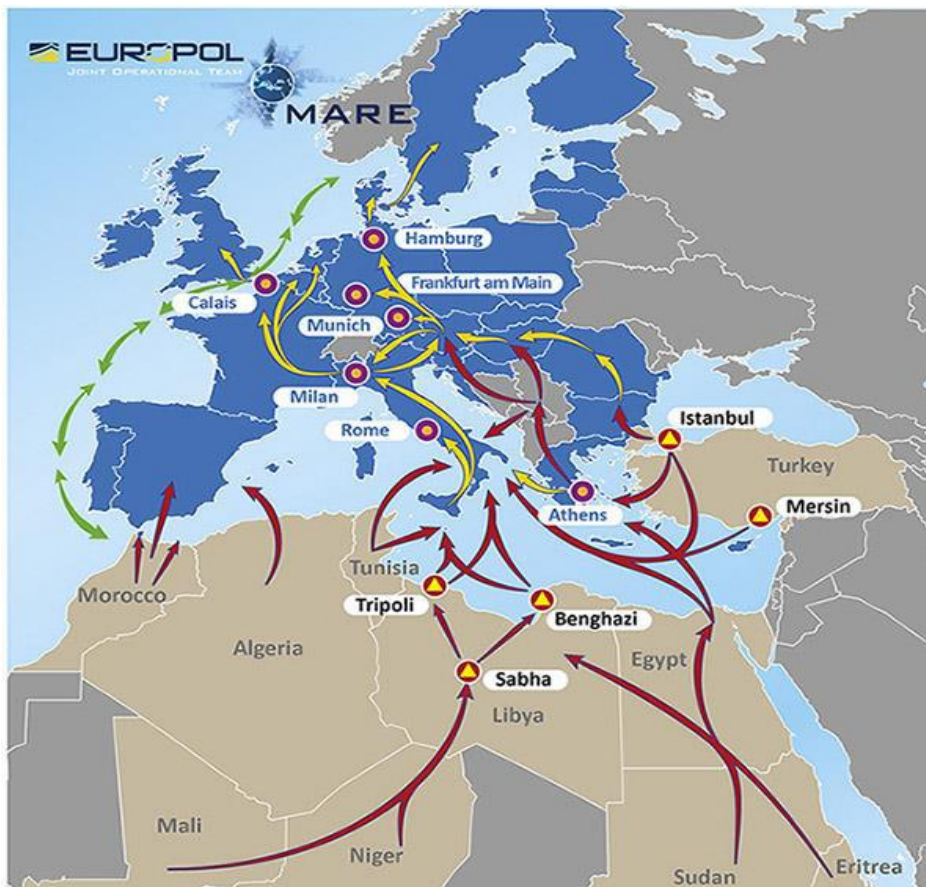 EUROPOL
JOINT OPERATIONAL TEAM
MARE
Hamburg
Frankfurt am Main
Calais
Munich
Milan
Rome
Istanbul
Turkey
Athens
Mersin
Tunisia
Morocco
Tripoli
Benghazi
Algeria
Egypt
Sabha
Libya
Mali
Niger
Sudan
Eritrea